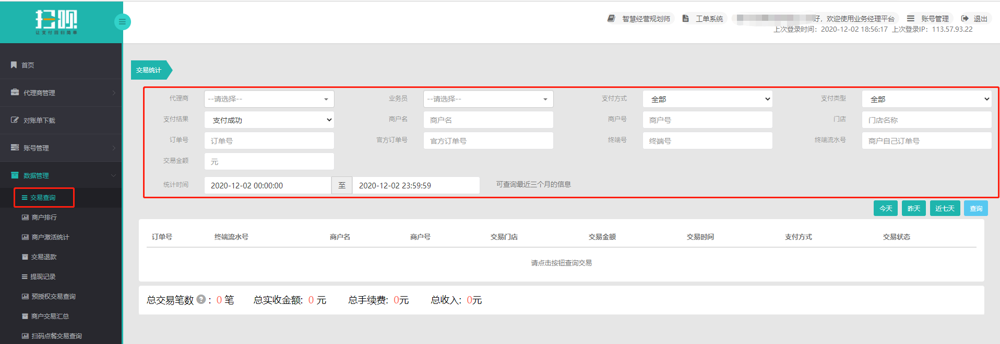 扫呗
让支付回归简单
智慧经营规划师 工单系统 好，欢迎使用业务经理平台 账号管理 退出
上次登录时间：2020-12-02 18:56:17 上次登录IP：113.57.93.22
首页
代理商管理
对账单下载
账号管理
数据管理
交易查询
商户排行
商户激活统计
交易退款
提现记录
预授权交易查询
商户交易汇总
扫码点餐交易查询
交易统计
代理商 --请选择-- 业务员 --请选择-- 支付方式 全部 支付类型 全部
支付结果 支付成功 商户名 商户名 商户号 商户号 门店 门店名称
订单号 订单号 官方订单号 官方订单号 终端号 终端号 终端流水号 商户自己订单号
交易金额 元
统计时间 2020-12-02 00:00:00 至 2020-12-02 23:59:59 可查询最近三个月的信息
今天 昨天 近七天 查询
订单号 终端流水号 商户名 商户号 交易门店 交易金额 交易时间 支付方式 交易状态
请点击按钮查询交易
总交易笔数 ? : 0 笔 总实收金额: 0 元 总手续费: 0元 总收入: 0元